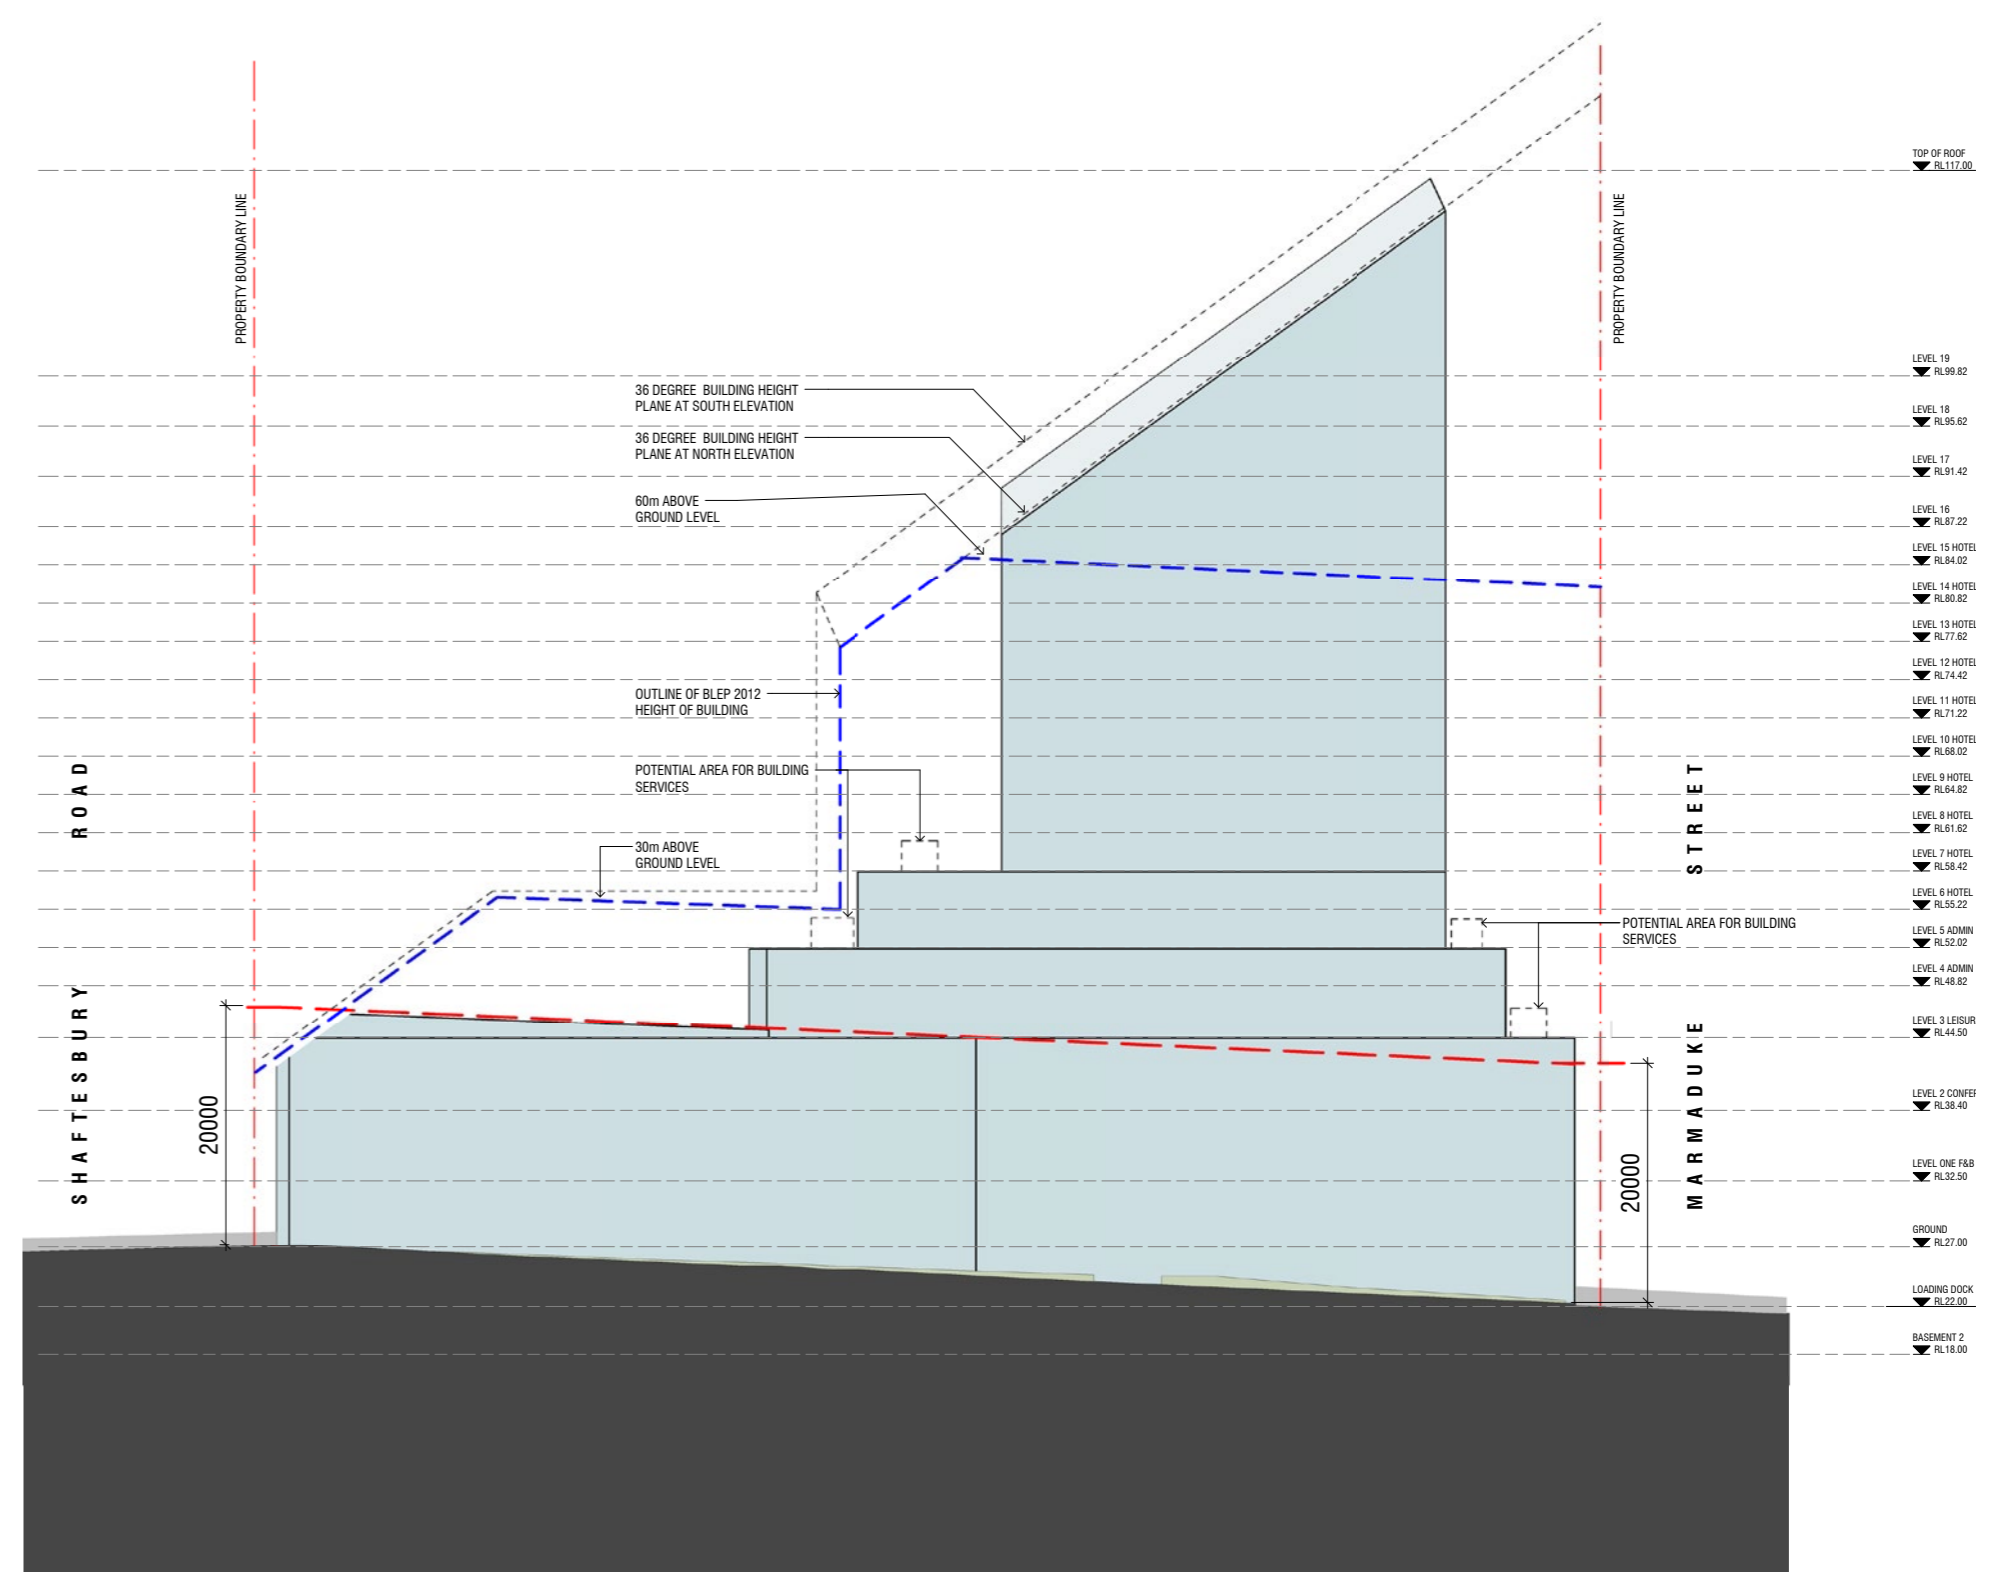 TOP OF ROOF
RL117.00
PROPERTY BOUNDARY LINE
PROPERTY BOUNDARY LINE
LEVEL 19
RL99.82
36 DEGREE BUILDING HEIGHT
PLANE AT SOUTH ELEVATION
LEVEL 18
RL95.62
36 DEGREE BUILDING HEIGHT
PLANE AT NORTH ELEVATION
LEVEL 17
RL91.42
60m ABOVE
GROUND LEVEL
LEVEL 16
RL87.22
LEVEL 15 HOTEL
RL84.02
LEVEL 14 HOTEL
RL80.82
LEVEL 13 HOTEL
RL77.62
LEVEL 12 HOTEL
RL74.42
OUTLINE OF BLEP 2012
HEIGHT OF BUILDING
LEVEL 11 HOTEL
RL71.22
LEVEL 10 HOTEL
RL68.02
POTENTIAL AREA FOR BUILDING
SERVICES
LEVEL 9 HOTEL
RL64.82
LEVEL 8 HOTEL
RL61.62
30m ABOVE
GROUND LEVEL
LEVEL 7 HOTEL
RL58.42
LEVEL 6 HOTEL
RL55.22
POTENTIAL AREA FOR BUILDING
SERVICES
LEVEL 5 ADMIN
RL52.02
LEVEL 4 ADMIN
RL48.82
LEVEL 3 LEISUR
RL44.50
SHAFTESBURY ROAD
MARMADUKE STREET
20000
20000
LEVEL 2 CONFER
RL38.40
LEVEL ONE F&B
RL32.50
GROUND
RL27.00
LOADING DOCK
RL22.00
BASEMENT 2
RL18.00